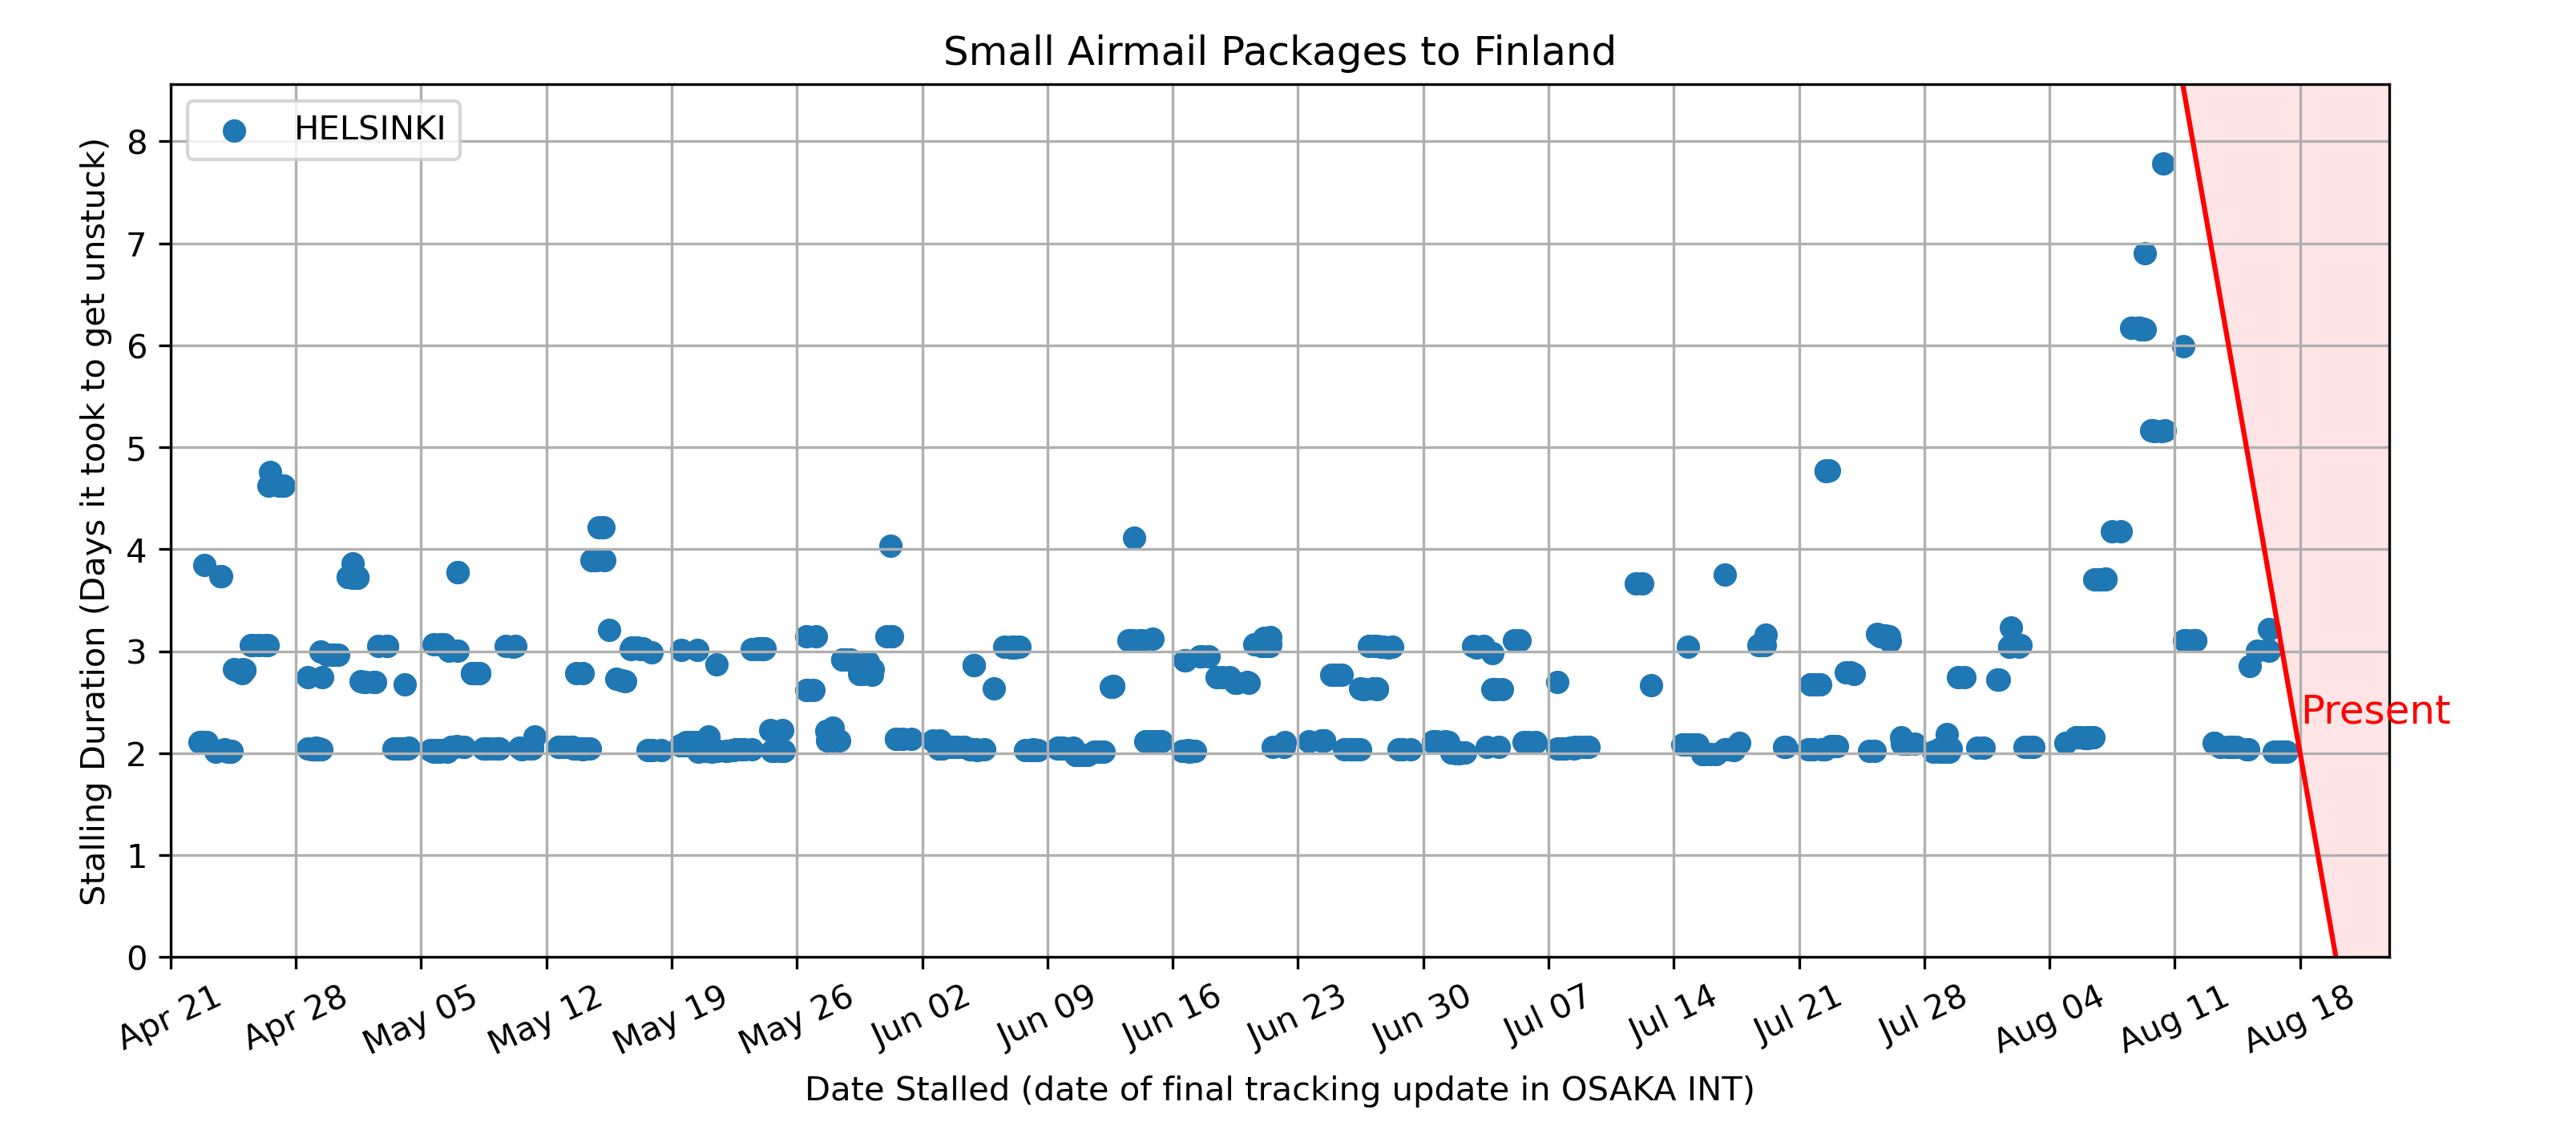 Small Airmail Packages to Finland
HELSINKI
Stalling Duration (Days it took to get unstuck)
8
7
6
5
4
3
2
1
0
Present
Apr 21
Apr 28
May 05
May 12
May 19
May 26
Jun 02
Jun 09
Jun 16
Jun 23
Jun 30
Jul 07
Jul 14
Jul 21
Jul 28
Aug 04
Aug 11
Aug 18
Date Stalled (date of final tracking update in OSAKA INT)